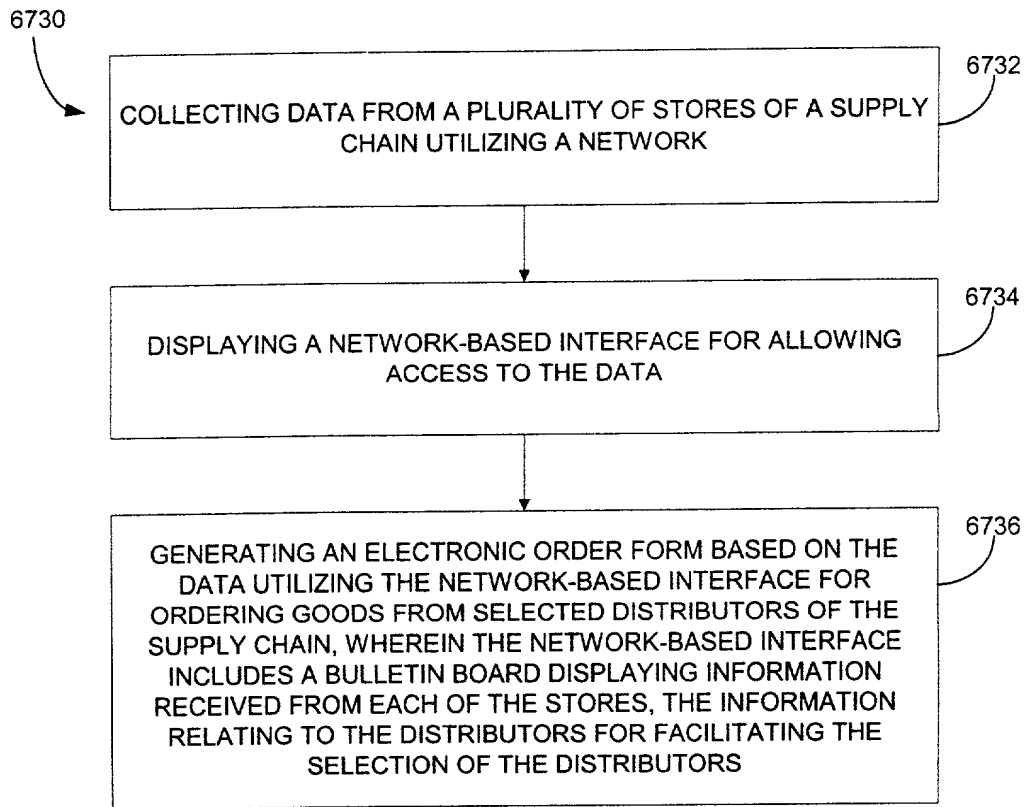 6730
6732
COLLECTING DATA FROM A PLURALITY OF STORES OF A SUPPLY
CHAIN UTILIZING A NETWORK
6734
DISPLAYING A NETWORK-BASED INTERFACE FOR ALLOWING
ACCESS TO THE DATA
6736
GENERATING AN ELECTRONIC ORDER FORM BASED ON THE
DATA UTILIZING THE NETWORK-BASED INTERFACE FOR
ORDERING GOODS FROM SELECTED DISTRIBUTORS OF THE
SUPPLY CHAIN, WHEREIN THE NETWORK-BASED INTERFACE
INCLUDES A BULLETIN BOARD DISPLAYING INFORMATION
RECEIVED FROM EACH OF THE STORES, THE INFORMATION
RELATING TO THE DISTRIBUTORS FOR FACILITATING THE
SELECTION OF THE DISTRIBUTORS